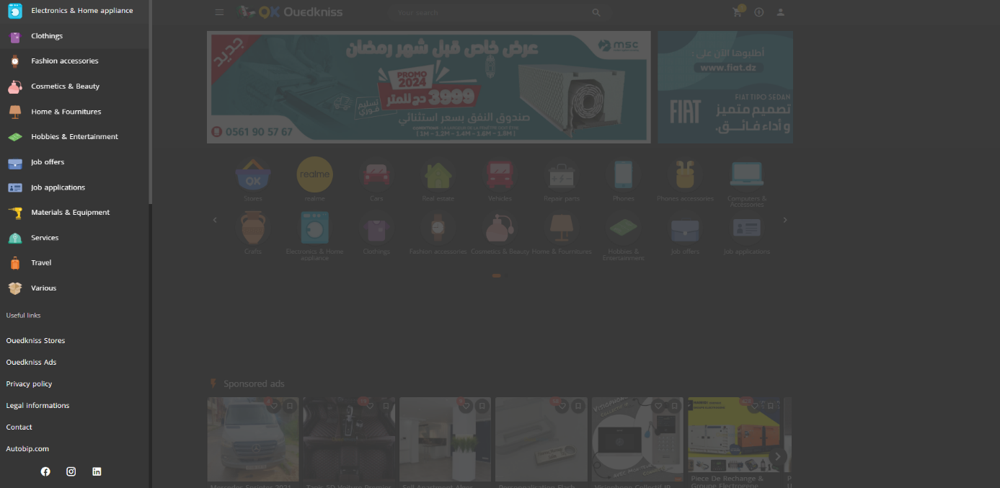 Electronics & Home appliance
Clothings
Fashion accessories
Cosmetics & Beauty
Home & Fournitures
Hobbies & Entertainment
Job offers
Job applications
Materials & Equipment
Services
Travel
Various
Useful links
Ouedkniss Stores
Ouedkniss Ads
Privacy policy
Legal informations
Contact
Autobip.com
Ouedkniss
Your search
جديد
عرض خاص قبل شهر رمضان
msc
PROMO
2024
3999 دج للمتر
تسليم
فوري
صندوق النفق بسعر استثنائي
[ 1M - 1.2M - 1.4M - 1.6M - 1.8M ]
0561 90 57 67
أطلبوها الآن على :
www.fiat.dz
FIAT TIPO SEDAN
FIAT
تصميم متميز
و أداء فائق.
QK
Stores
realme
realme
Cars
Real estate
Vehicles
Repair parts
Phones
Phones accessories
Computers &
Accessories
Crafts
Electronics & Home
appliance
Clothings
Fashion accessories
Cosmetics & Beauty
Home & Fournitures
Hobbies &
Entertainment
Job offers
Job applications
Sponsored ads
VISIOPHONE
Mercedes Sprinter 2021
Tapis 5D Voiture Premier
Sell Apartment Alger
Personnalisation Flash
Visiophone Collectif IP
Piece De Rechange &
Groupe Electrogene